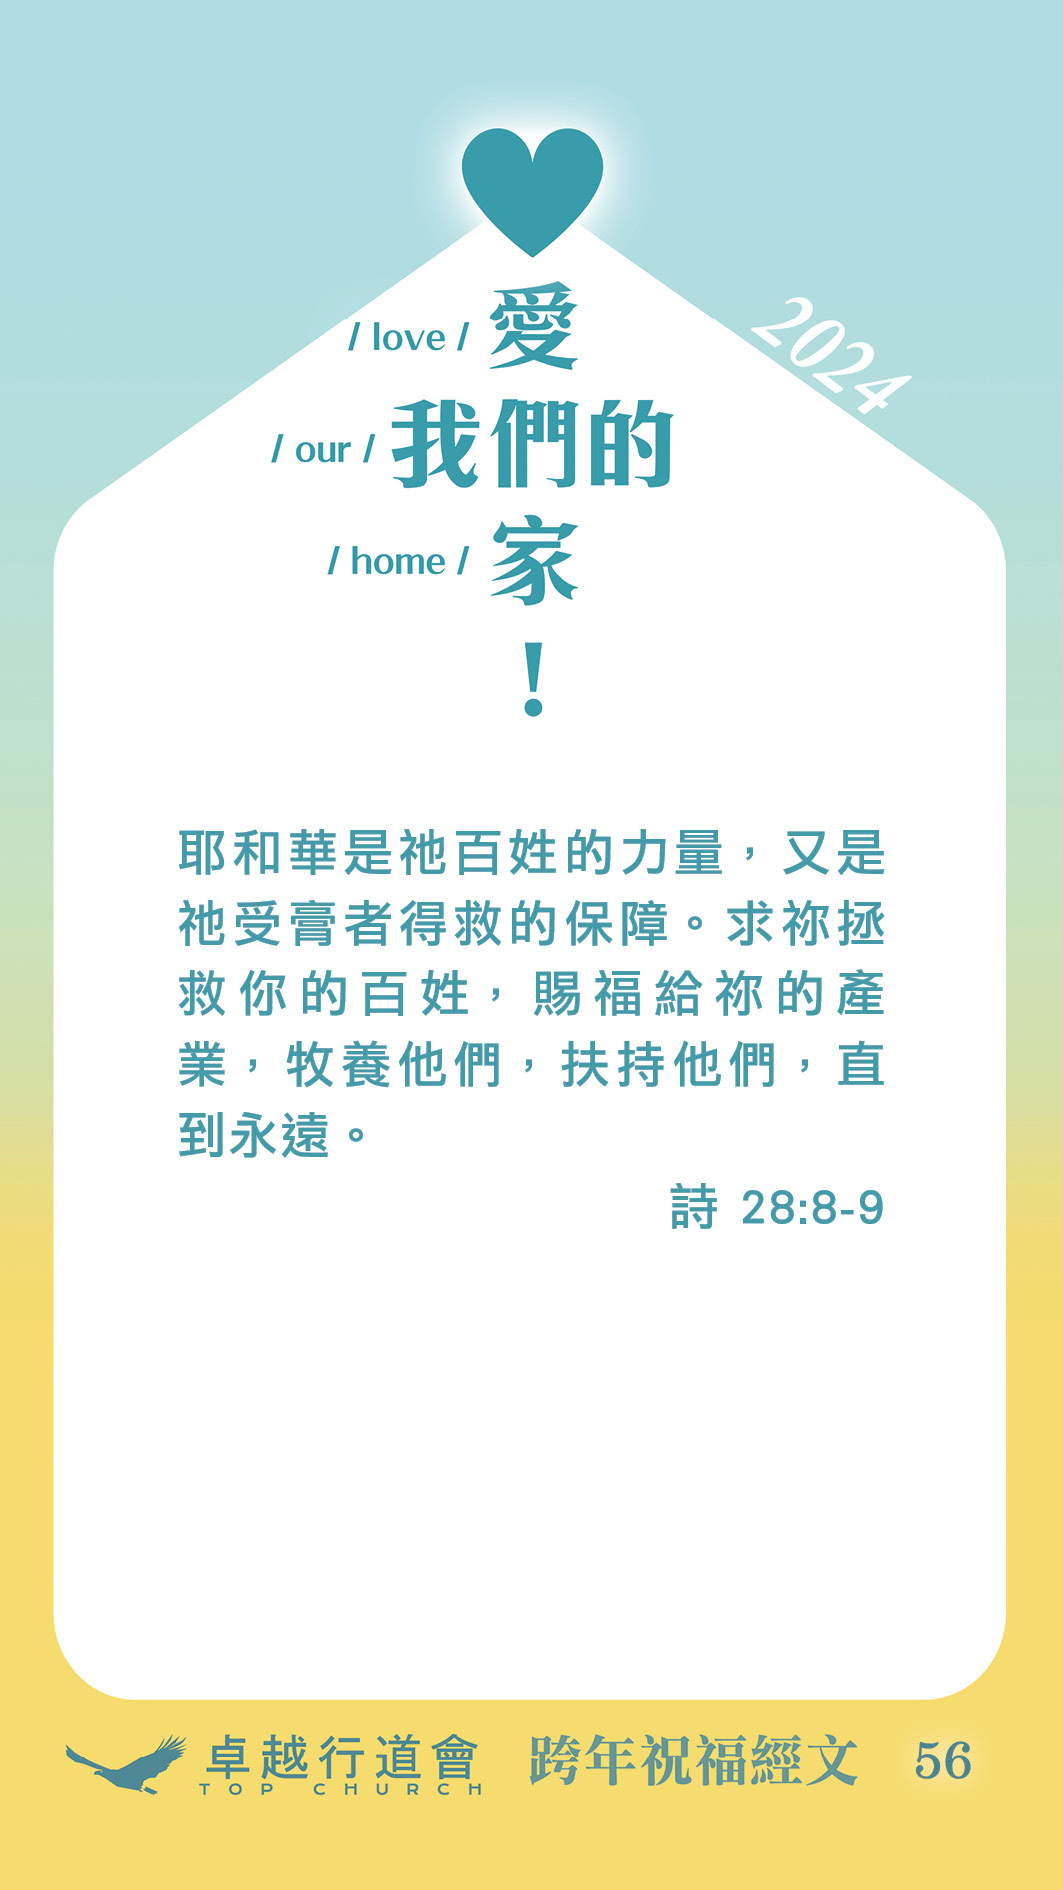 2024
/ love / 愛
/ our / 我們的
/ home / 家
!
耶和華是祂百姓的力量，又是
祂受膏者得救的保障。求祢拯
救你的百姓，賜福給祢的產
業，牧養他們，扶持他們，直
到永遠。
詩 28:8-9
卓越行道會
TOP CHURCH
跨年祝福經文 56